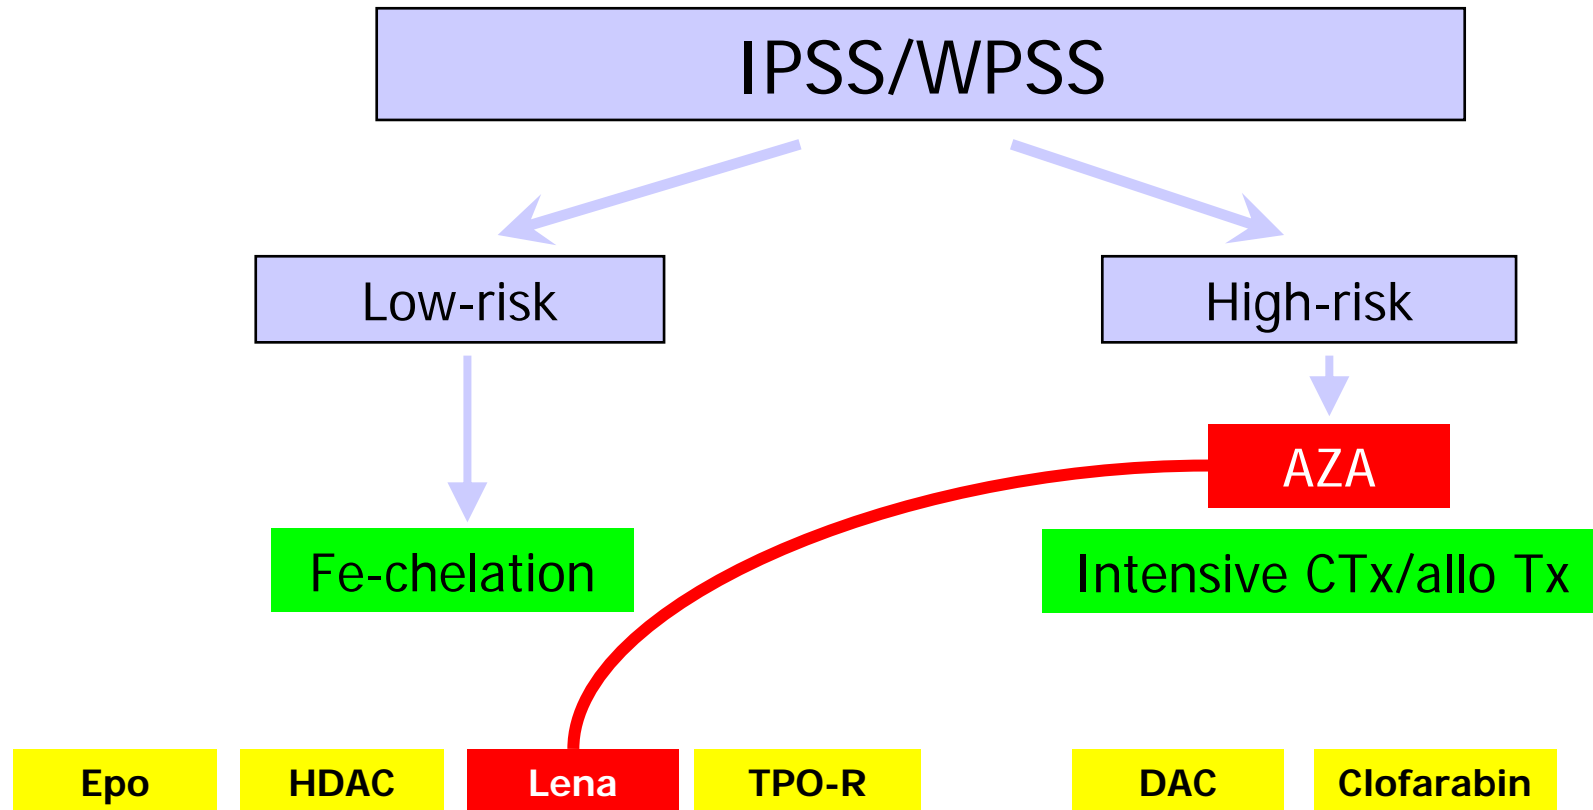 IPSS/WPSS
Low-risk
High-risk
AZA
Fe-chelation
Intensive CTx/allo Tx
Epo
HDAC
Lena
TPO-R
DAC
Clofarabin